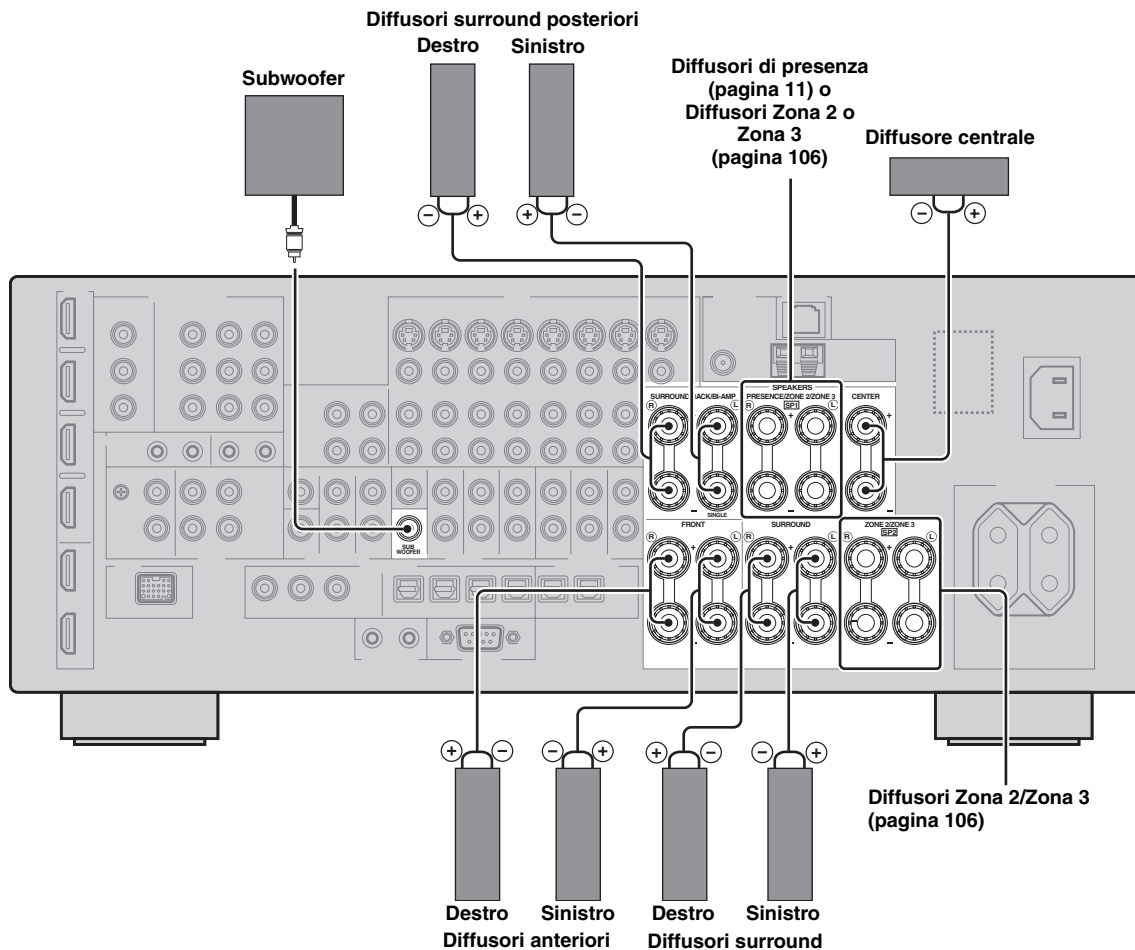 Diffusori surround posteriori
Destro Sinistro
Subwoofer
Diffusori di presenza
(pagina 11) o
Diffusori Zona 2 o
Zona 3
(pagina 106)
Diffusore centrale
− + + −
− +
SPEAKERS
SURROUND BACK/BI-AMP PRESENCE/ZONE 2/ZONE 3 CENTER
R L R SP1 L
+ +
− −
SINGLE
SUB
WOOFER
FRONT SURROUND ZONE 2/ZONE 3
R L R L R SP2 L
+ + +
- - −
+ − − + + − − +
Diffusori Zona 2/Zona 3
(pagina 106)
Destro Sinistro Destro Sinistro
Diffusori anteriori Diffusori surround